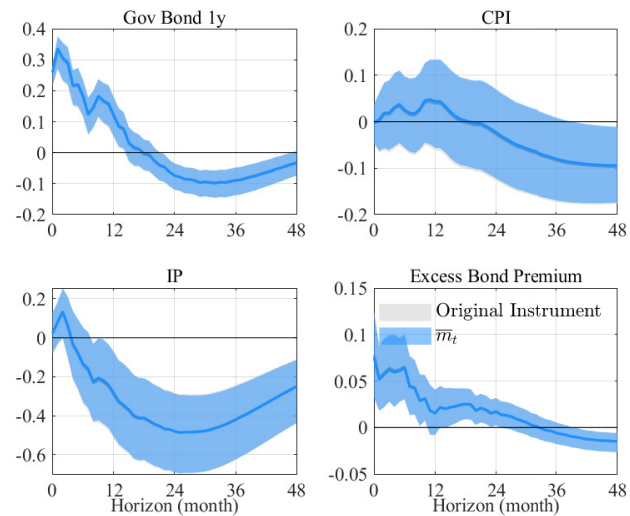 Gov Bond 1y
CPI
0.4
0.3
0.2
0.1
0
-0.1
-0.2
0 12 24 36 48
0.2
0.1
0
-0.1
-0.2
0 12 24 36 48
IP
Excess Bond Premium
0.2
0
-0.2
-0.4
-0.6
0 12 24 36 48
Horizon (month)
0.15
0.1
0.05
0
-0.05
0 12 24 36 48
Horizon (month)
Original Instrument
m̅_t